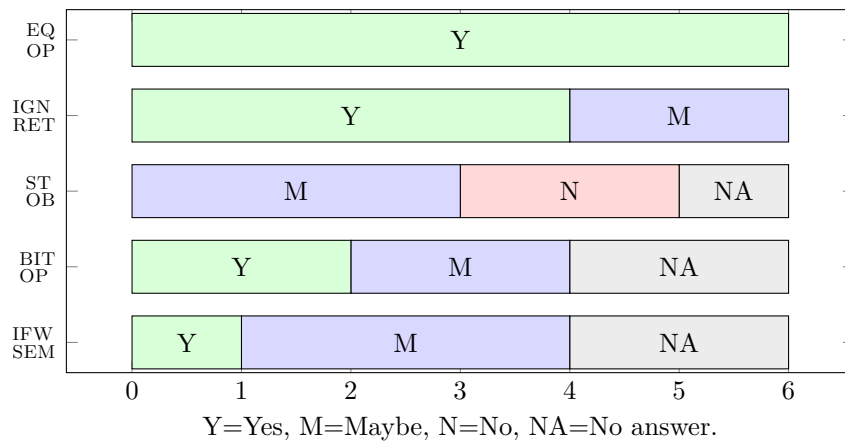 EQ
OP
Y
IGN
RET
Y M
ST
OB
M N NA
BIT
OP
Y M NA
IFW
SEM
Y M NA
0 1 2 3 4 5 6
Y=Yes, M=Maybe, N=No, NA=No answer.